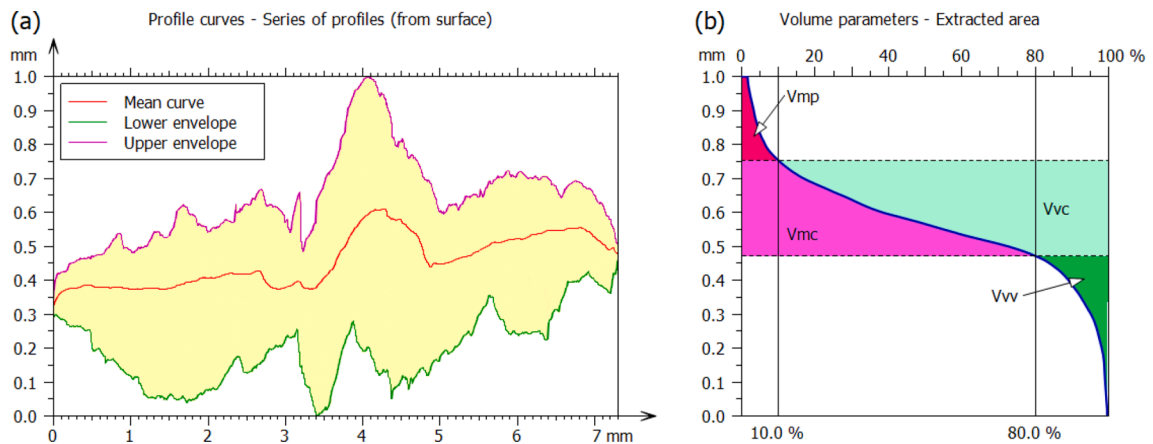 (a) Profile curves - Series of profiles (from surface)
mm
1.0
0.9
0.8
0.7
0.6
0.5
0.4
0.3
0.2
0.1
0.0
Mean curve
Lower envelope
Upper envelope
0 1 2 3 4 5 6 7 mm
(b) Volume parameters - Extracted area
mm 0 20 40 60 80 100 %
1.0
0.9
0.8
0.7
0.6
0.5
0.4
0.3
0.2
0.1
0.0
Vmp
Vvc
Vmc
Vvv
10.0 % 80.0 %